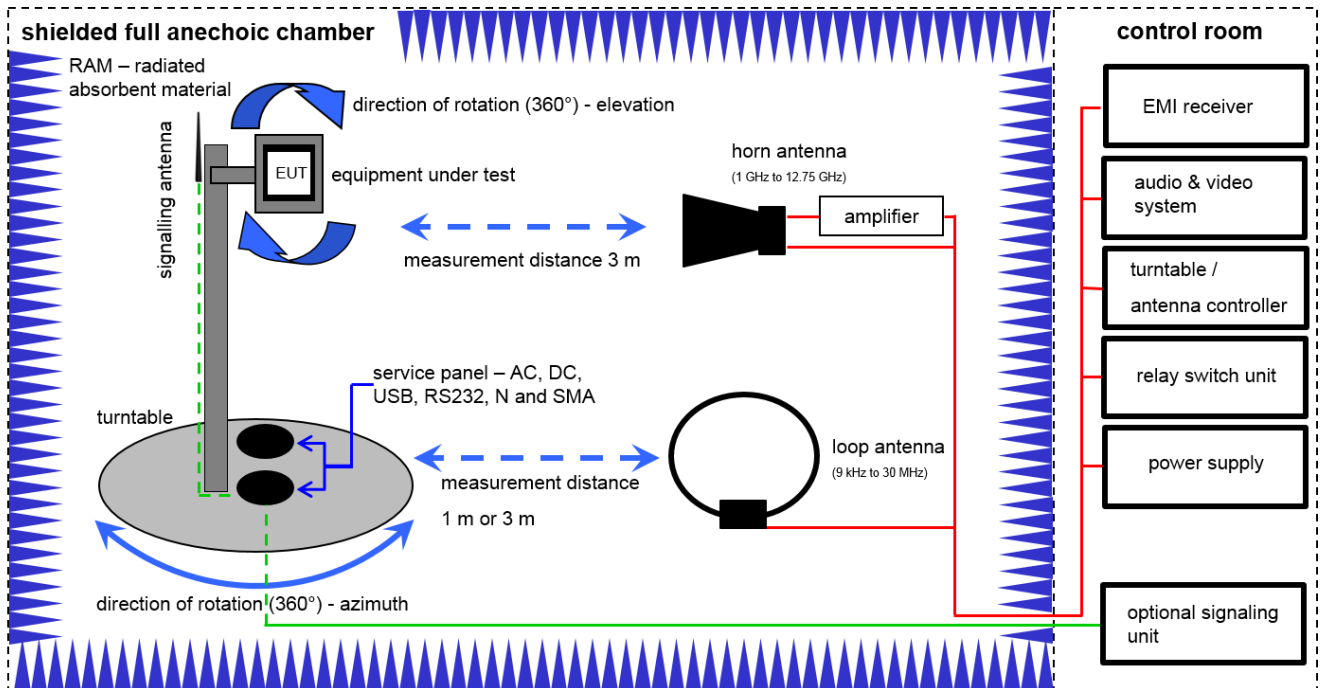 shielded full anechoic chamber
RAM – radiated
absorbent material
signalling antenna
direction of rotation (360°) - elevation
EUT
equipment under test
horn antenna
(1 GHz to 12.75 GHz)
amplifier
measurement distance 3 m
service panel – AC, DC,
USB, RS232, N and SMA
turntable
loop antenna
(9 kHz to 30 MHz)
measurement distance
1 m or 3 m
direction of rotation (360°) - azimuth
control room
EMI receiver
audio & video
system
turntable /
antenna controller
relay switch unit
power supply
optional signaling
unit